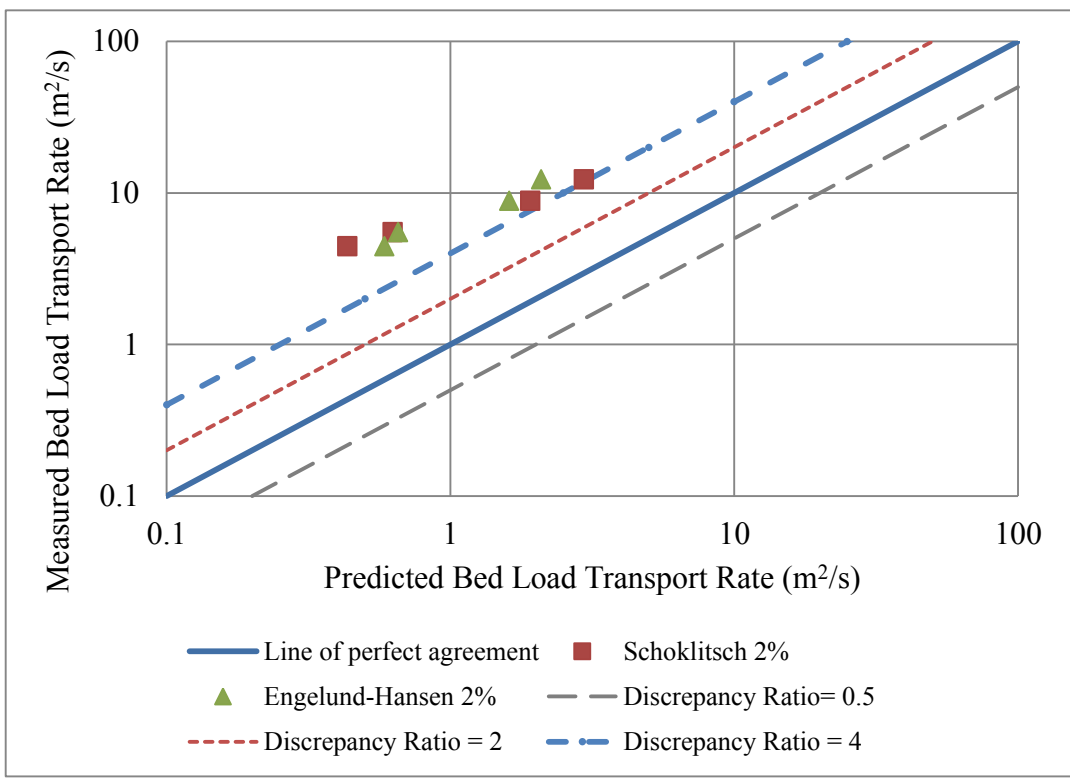 Measured Bed Load Transport Rate (m²/s)
100
10
1
0.1
0.1 1 10 100
Predicted Bed Load Transport Rate (m²/s)
Line of perfect agreement Schoklitsch 2%
Engelund-Hansen 2% Discrepancy Ratio= 0.5
Discrepancy Ratio = 2 Discrepancy Ratio = 4